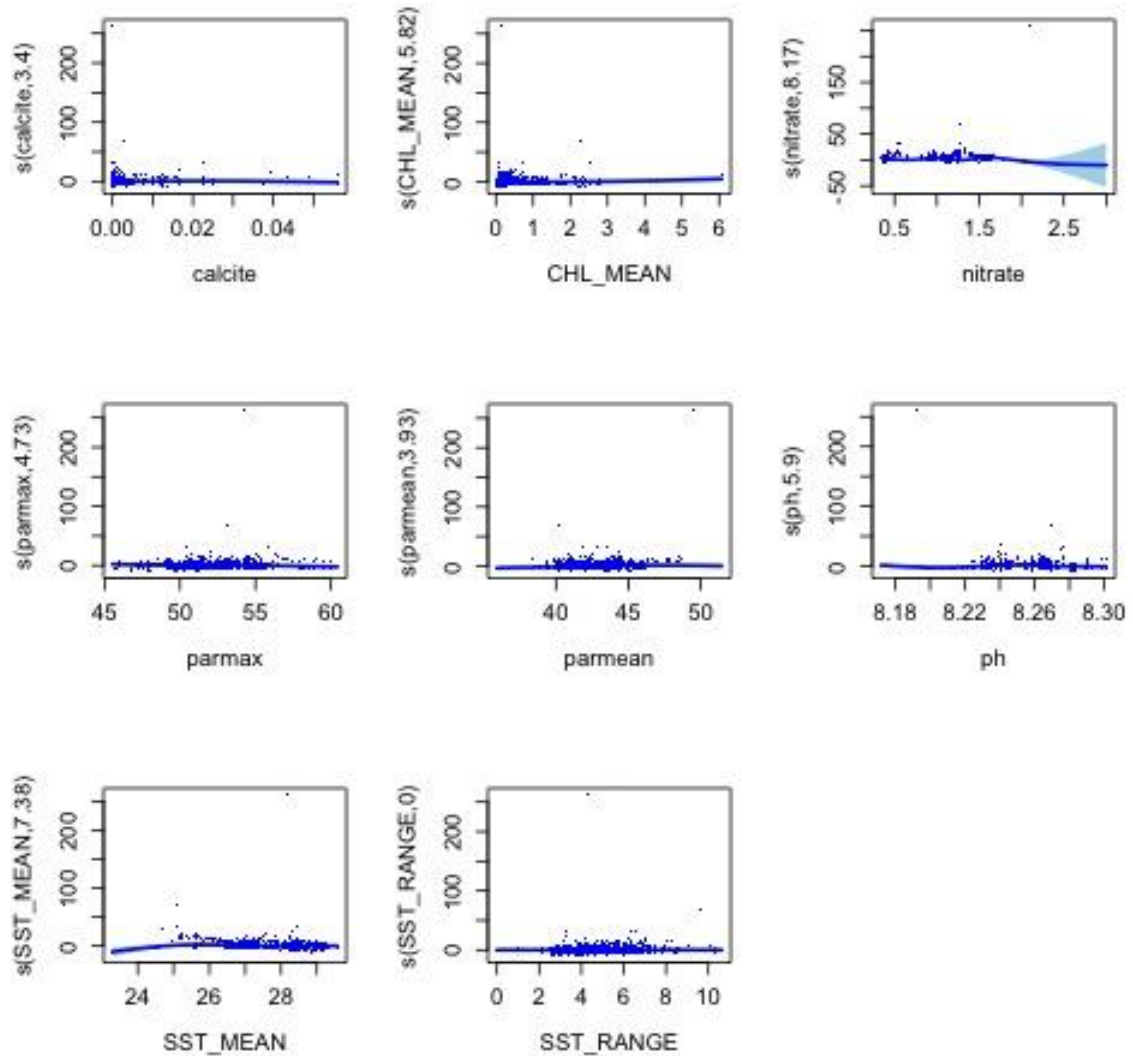 s(calcite,3.4)
200
100
0
0.00 0.02 0.04
calcite
s(CHL_MEAN,5.82)
200
100
0
0 1 2 3 4 5 6
CHL_MEAN
s(nitrate,8.17)
150
50
-50
0.5 1.5 2.5
nitrate
s(parmax,4.73)
200
100
0
45 50 55 60
parmax
s(parmean,3.93)
200
100
0
40 45 50
parmean
s(ph,5.9)
200
100
0
8.18 8.22 8.26 8.30
ph
s(SST_MEAN,7.38)
200
100
0
24 26 28
SST_MEAN
s(SST_RANGE,0)
200
100
0
0 2 4 6 8 10
SST_RANGE